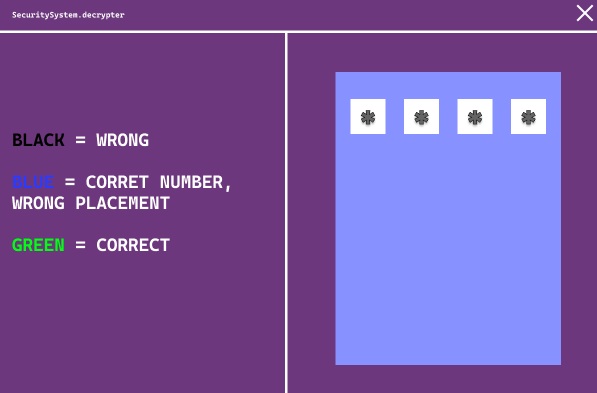 SecuritySystem.decrypter
BLACK = WRONG
BLUE = CORRET NUMBER,
WRONG PLACEMENT
GREEN = CORRECT
* * * *